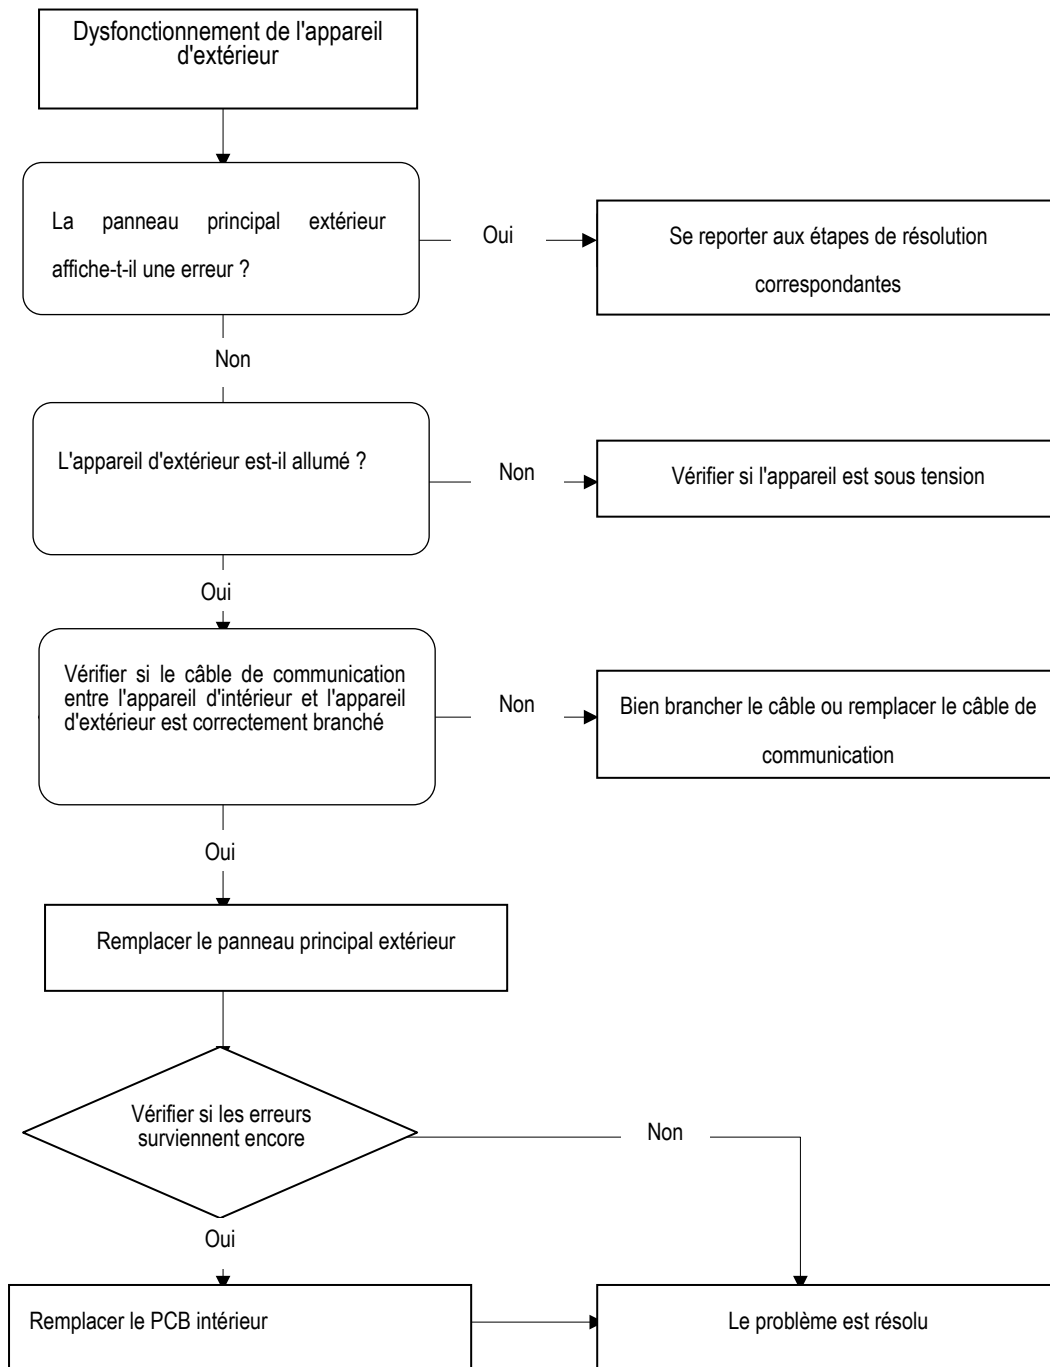 Dysfonctionnement de l'appareil
d'extérieur
La panneau principal extérieur
affiche-t-il une erreur ?
Oui
Se reporter aux étapes de résolution
correspondantes
Non
L'appareil d'extérieur est-il allumé ?
Non
Vérifier si l'appareil est sous tension
Oui
Vérifier si le câble de communication
entre l'appareil d'intérieur et l'appareil
d'extérieur est correctement branché
Non
Bien brancher le câble ou remplacer le câble de
communication
Oui
Remplacer le panneau principal extérieur
Vérifier si les erreurs
surviennent encore
Non
Oui
Remplacer le PCB intérieur
Le problème est résolu